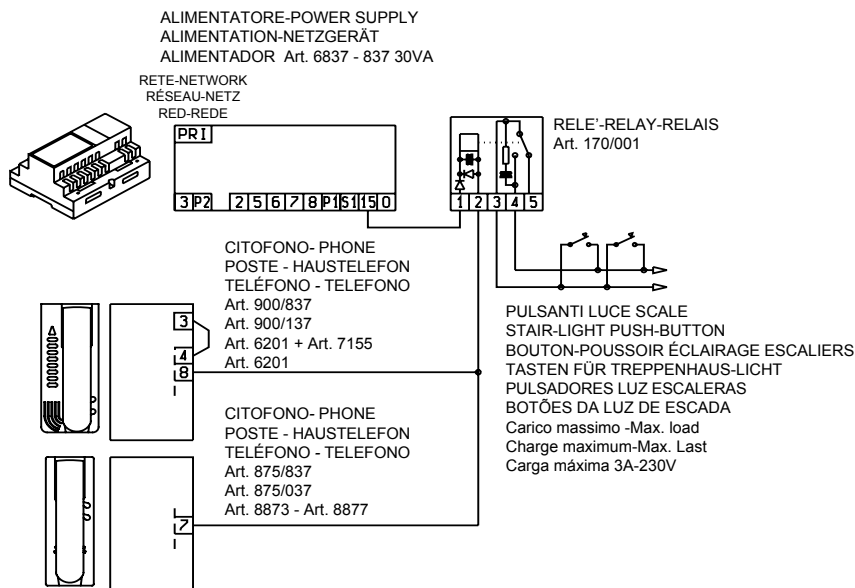 ALIMENTATORE-POWER SUPPLY
ALIMENTATION-NETZGERÄT
ALIMENTADOR Art. 6837 - 837 30VA
RETE-NETWORK
RÉSEAU-NETZ
RED-REDE
PRI
3 P2 2 5 6 7 8 P1 S1 15 0
RELE'-RELAY-RELAIS
Art. 170/001
1 2 3 4 5
CITOFONO- PHONE
POSTE - HAUSTELEFON
TELÉFONO - TELEFONO
Art. 900/837
Art. 900/137
Art. 6201 + Art. 7155
Art. 6201
3
4
8
PULSANTI LUCE SCALE
STAIR-LIGHT PUSH-BUTTON
BOUTON-POUSSOIR ÉCLAIRAGE ESCALIERS
TASTEN FÜR TREPPENHAUS-LICHT
PULSADORES LUZ ESCALERAS
BOTÕES DA LUZ DE ESCADA
Carico massimo -Max. load
Charge maximum-Max. Last
Carga máxima 3A-230V
CITOFONO- PHONE
POSTE - HAUSTELEFON
TELÉFONO - TELEFONO
Art. 875/837
Art. 875/037
Art. 8873 - Art. 8877
7